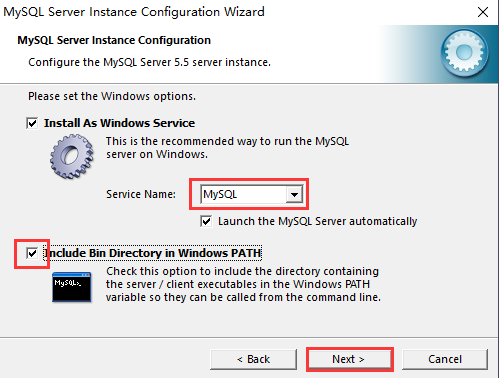 MySQL Server Instance Configuration Wizard
MySQL Server Instance Configuration
Configure the MySQL Server 5.5 server instance.
Please set the Windows options.
Install As Windows Service
This is the recommended way to run the MySQL
server on Windows.
Service Name: MySQL
Launch the MySQL Server automatically
Include Bin Directory in Windows PATH
MySQL>_
Check this option to include the directory containing
the server / client executables in the Windows PATH
variable so they can be called from the command line.
< Back Next > Cancel